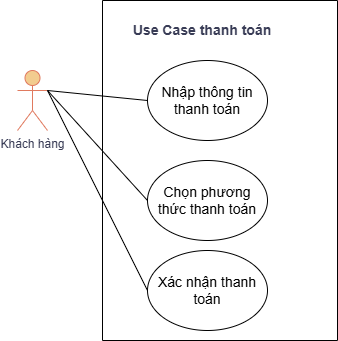 Use Case thanh toán
Nhập thông tin
thanh toán
Khách hàng
Chọn phương
thức thanh toán
Xác nhận thanh
toán